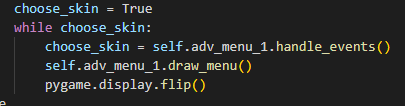 choose_skin = True
while choose_skin:
    choose_skin = self.adv_menu_1.handle_events()
    self.adv_menu_1.draw_menu()
    pygame.display.flip()